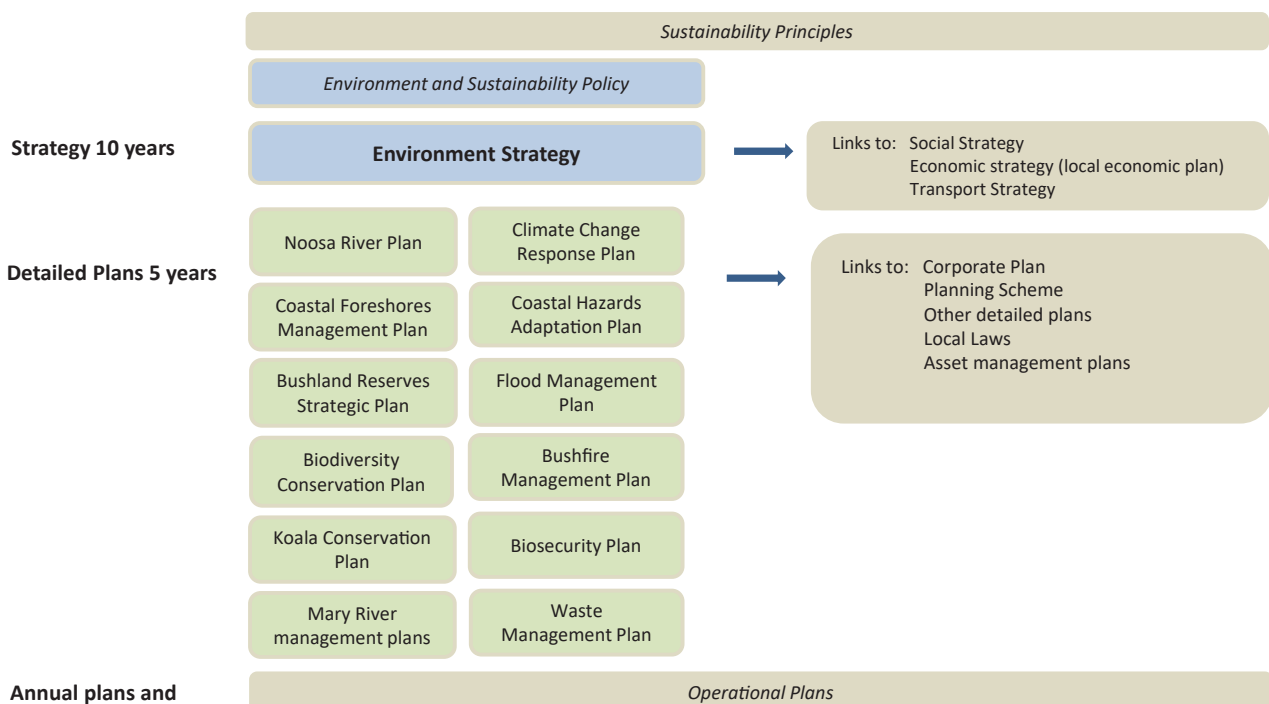 Sustainability Principles
Environment and Sustainability Policy
Strategy 10 years
Environment Strategy
Links to: Social Strategy
Economic strategy (local economic plan)
Transport Strategy
Detailed Plans 5 years
Noosa River Plan
Climate Change
Response Plan
Links to: Corporate Plan
Planning Scheme
Other detailed plans
Local Laws
Asset management plans
Coastal Foreshores
Management Plan
Coastal Hazards
Adaptation Plan
Bushland Reserves
Strategic Plan
Flood Management
Plan
Biodiversity
Conservation Plan
Bushfire
Management Plan
Koala Conservation
Plan
Biosecurity Plan
Mary River
management plans
Waste
Management Plan
Annual plans and
Operational Plans